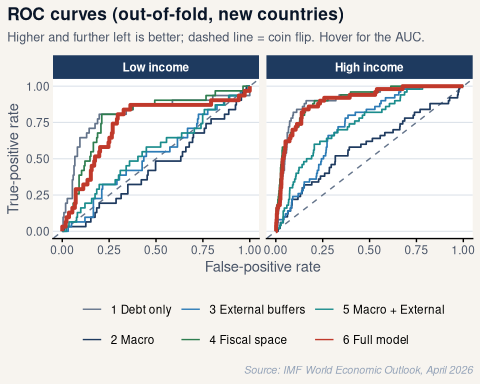 ROC curves (out-of-fold, new countries)
Higher and further left is better; dashed line = coin flip. Hover for the AUC.
Low income
High income
True-positive rate
1.00
0.75
0.50
0.25
0.00
0.00 0.25 0.50 0.75 1.00
0.00 0.25 0.50 0.75 1.00
False-positive rate
1 Debt only
3 External buffers
5 Macro + External
2 Macro
4 Fiscal space
6 Full model
Source: IMF World Economic Outlook, April 2026